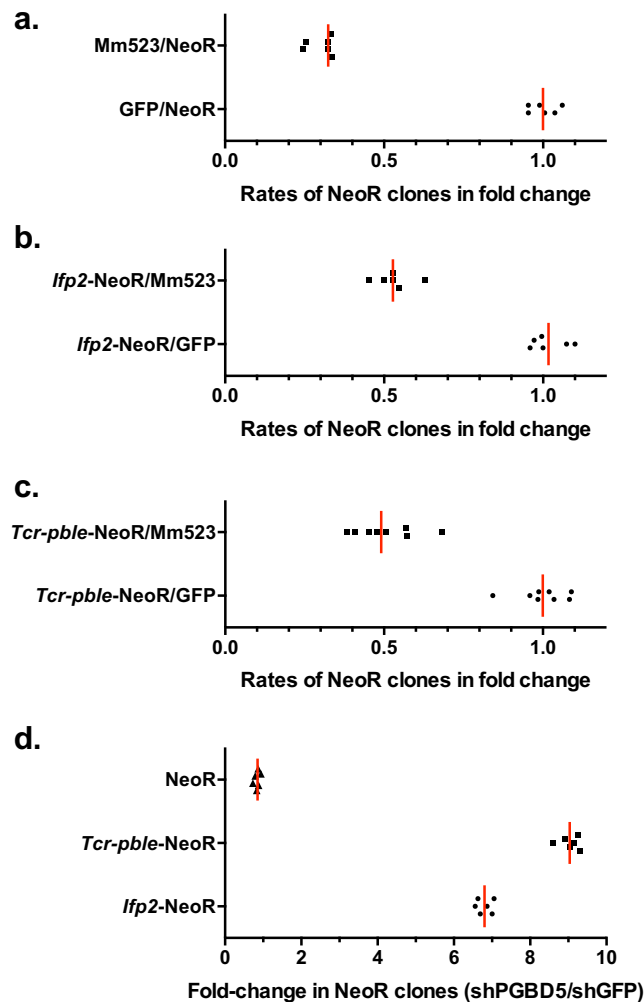 a.
Mm523/NeoR
GFP/NeoR
0.0 0.5 1.0
Rates of NeoR clones in fold change
b.
Ifp2-NeoR/Mm523
Ifp2-NeoR/GFP
0.0 0.5 1.0
Rates of NeoR clones in fold change
c.
Tcr-pble-NeoR/Mm523
Tcr-pble-NeoR/GFP
0.0 0.5 1.0
Rates of NeoR clones in fold change
d.
NeoR
Tcr-pble-NeoR
Ifp2-NeoR
0 2 4 6 8 10
Fold-change in NeoR clones (shPGBD5/shGFP)